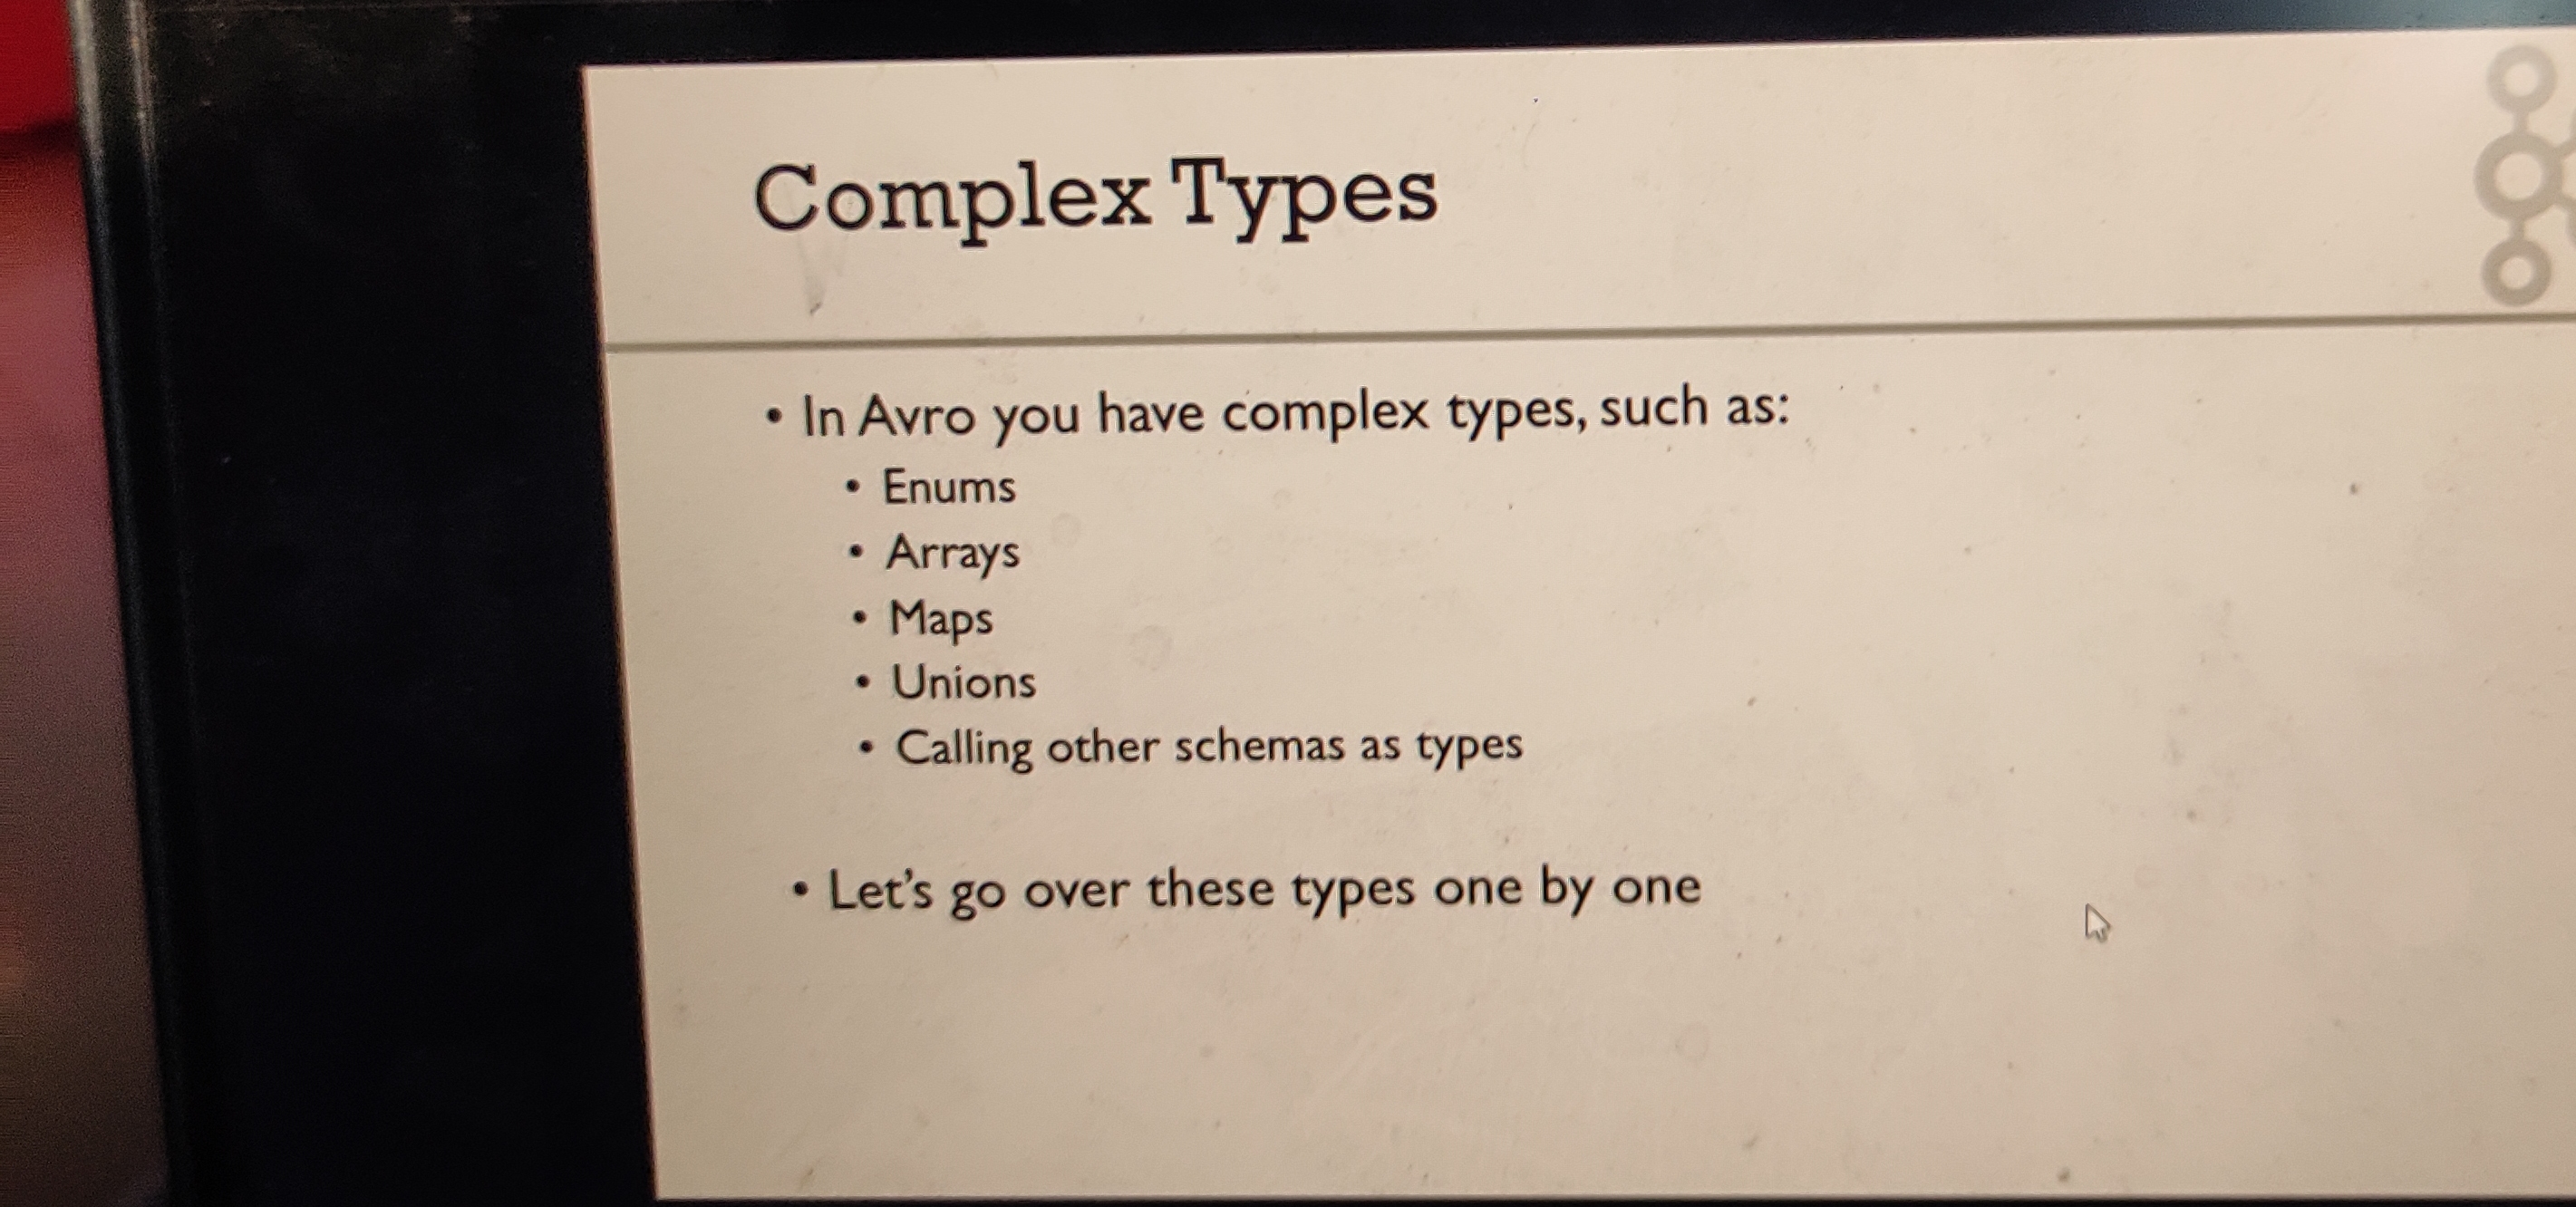 Complex Types
• In Avro you have complex types, such as:
• Enums
• Arrays
• Maps
• Unions
• Calling other schemas as types
• Let's go over these types one by one